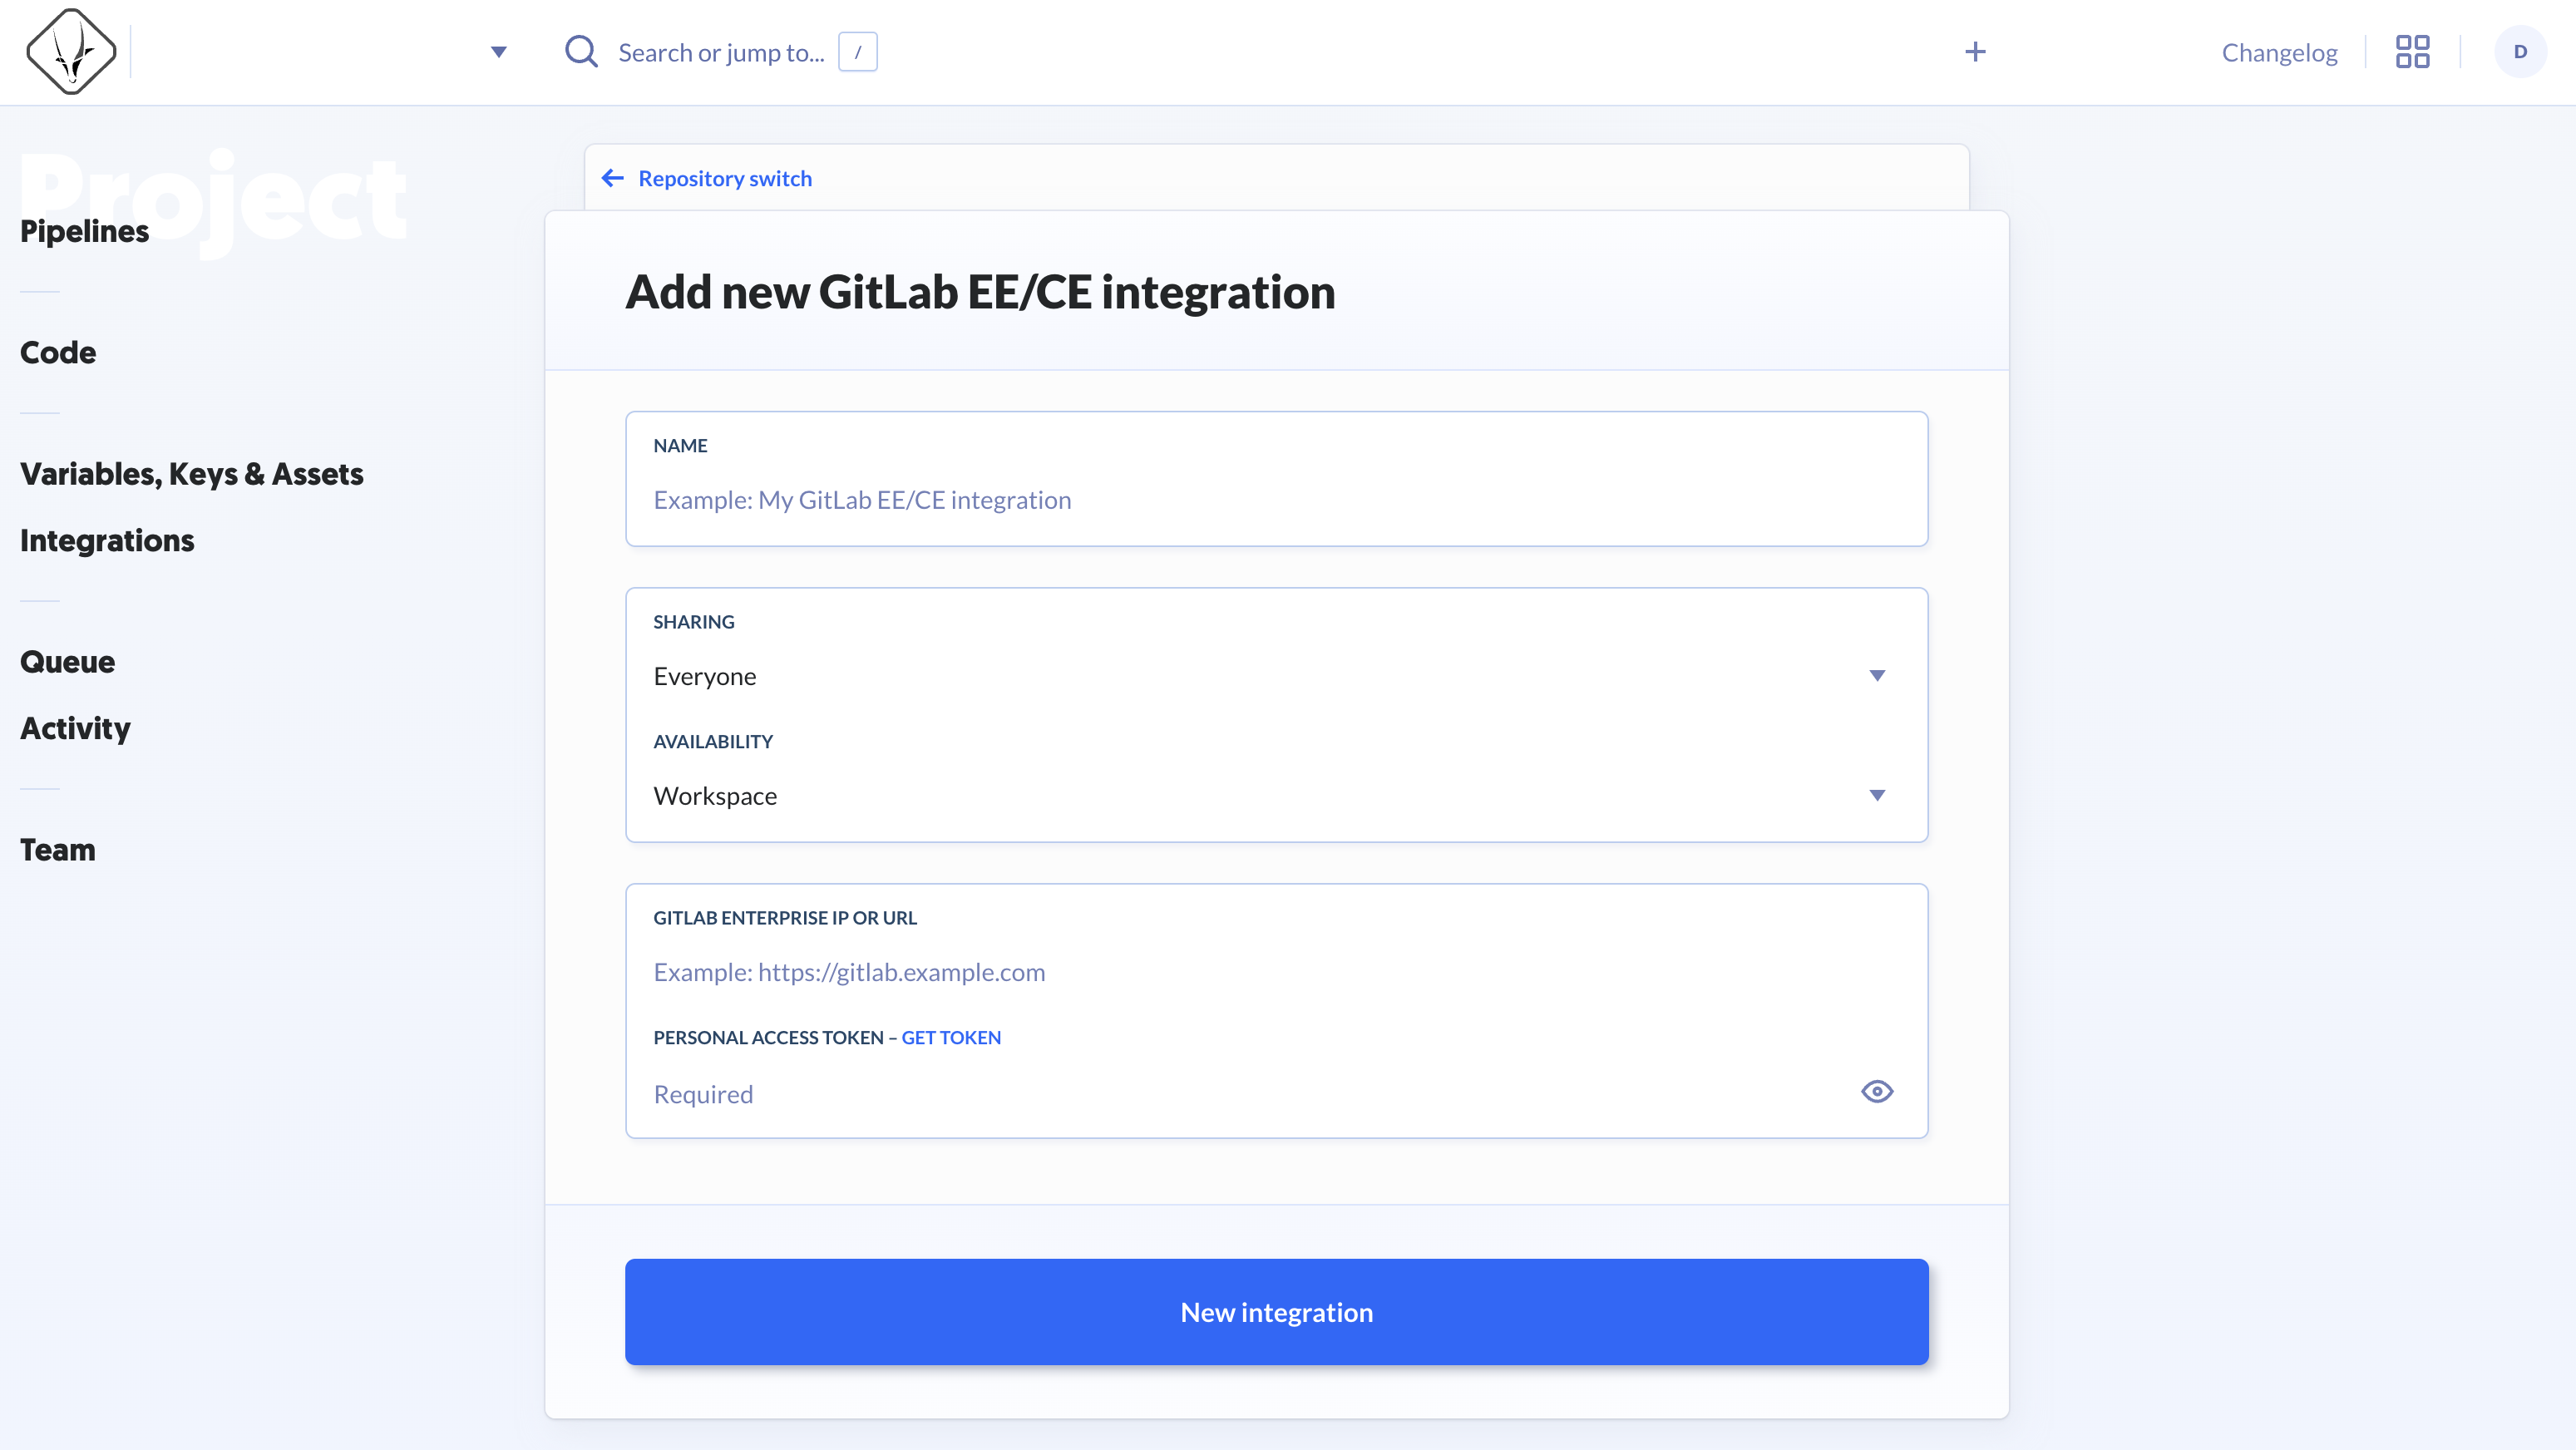 Search or jump to... /
Changelog
D
Project
Pipelines
Code
Variables, Keys & Assets
Integrations
Queue
Activity
Team
Repository switch
Add new GitLab EE/CE integration
NAME
Example: My GitLab EE/CE integration
SHARING
Everyone
AVAILABILITY
Workspace
GITLAB ENTERPRISE IP OR URL
Example: https://gitlab.example.com
PERSONAL ACCESS TOKEN – GET TOKEN
Required
New integration